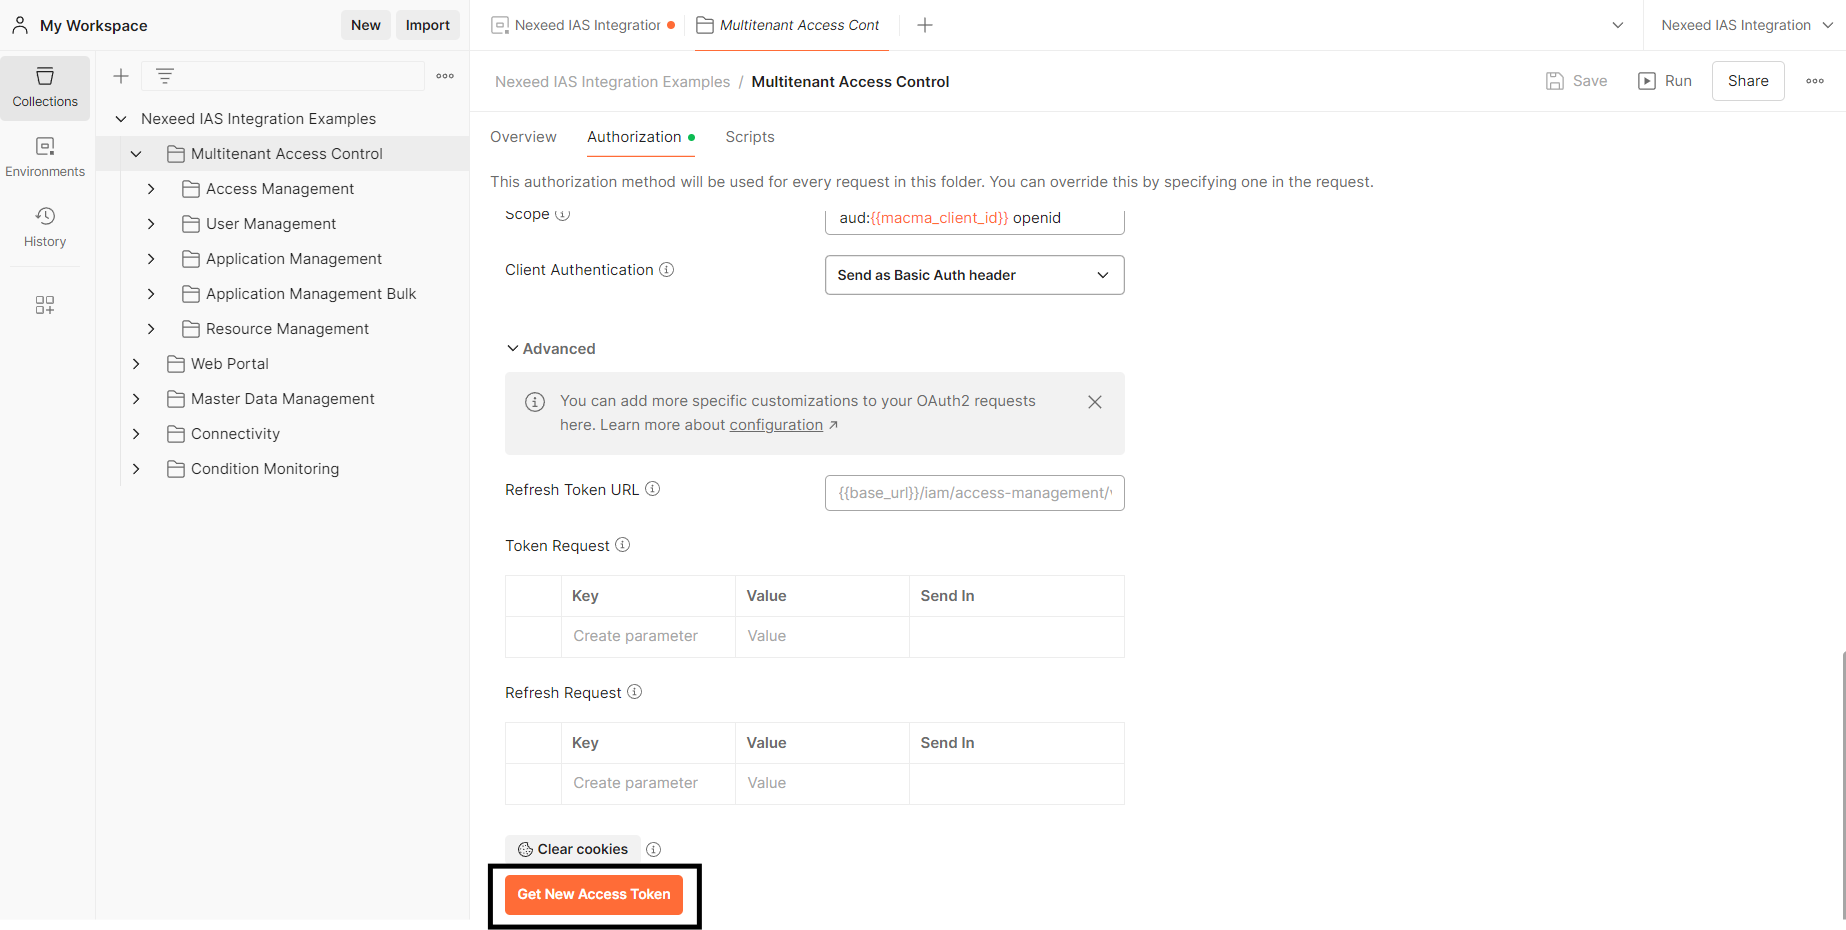 My Workspace
New
Import
Nexeed IAS Integration
Multitenant Access Cont
Nexeed IAS Integration
Collections
Environments
History
Nexeed IAS Integration Examples
Multitenant Access Control
Access Management
User Management
Application Management
Application Management Bulk
Resource Management
Web Portal
Master Data Management
Connectivity
Condition Monitoring
Nexeed IAS Integration Examples / Multitenant Access Control
Save
Run
Share
Overview
Authorization
Scripts
This authorization method will be used for every request in this folder. You can override this by specifying one in the request.
Scope
aud:{{macma_client_id}} openid
Client Authentication
Send as Basic Auth header
Advanced
You can add more specific customizations to your OAuth2 requests
here. Learn more about configuration ↗
Refresh Token URL
{{base_url}}/iam/access-management/v
Token Request
Key Value Send In
Create parameter Value
Refresh Request
Key Value Send In
Create parameter Value
Clear cookies
Get New Access Token